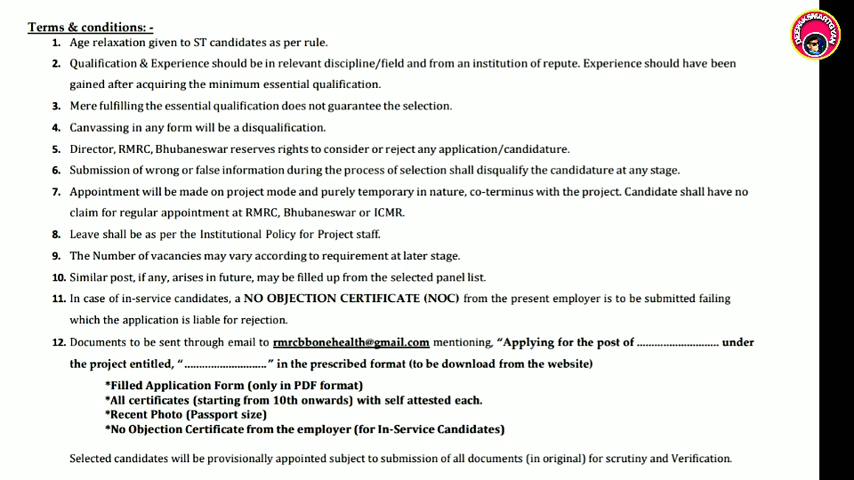 Terms & conditions: -
1. Age relaxation given to ST candidates as per rule.
2. Qualification & Experience should be in relevant discipline/field and from an institution of repute. Experience should have been
gained after acquiring the minimum essential qualification.
3. Mere fulfilling the essential qualification does not guarantee the selection.
4. Canvassing in any form will be a disqualification.
5. Director, RMRC, Bhubaneswar reserves rights to consider or reject any application/candidature.
6. Submission of wrong or false information during the process of selection shall disqualify the candidature at any stage.
7. Appointment will be made on project mode and purely temporary in nature, co-terminus with the project. Candidate shall have no
claim for regular appointment at RMRC, Bhubaneswar or ICMR.
8. Leave shall be as per the Institutional Policy for Project staff.
9. The Number of vacancies may vary according to requirement at later stage.
10. Similar post, if any, arises in future, may be filled up from the selected panel list.
11. In case of in-service candidates, a NO OBJECTION CERTIFICATE (NOC) from the present employer is to be submitted failing
which the application is liable for rejection.
12. Documents to be sent through email to rmrcbbonehealth@gmail.com mentioning, “Applying for the post of ........................... under
the project entitled, “...........................” in the prescribed format (to be download from the website)
*Filled Application Form (only in PDF format)
*All certificates (starting from 10th onwards) with self attested each.
*Recent Photo (Passport size)
*No Objection Certificate from the employer (for In-Service Candidates)
Selected candidates will be provisionally appointed subject to submission of all documents (in original) for scrutiny and Verification.
DEEPAKSMARTGYAN